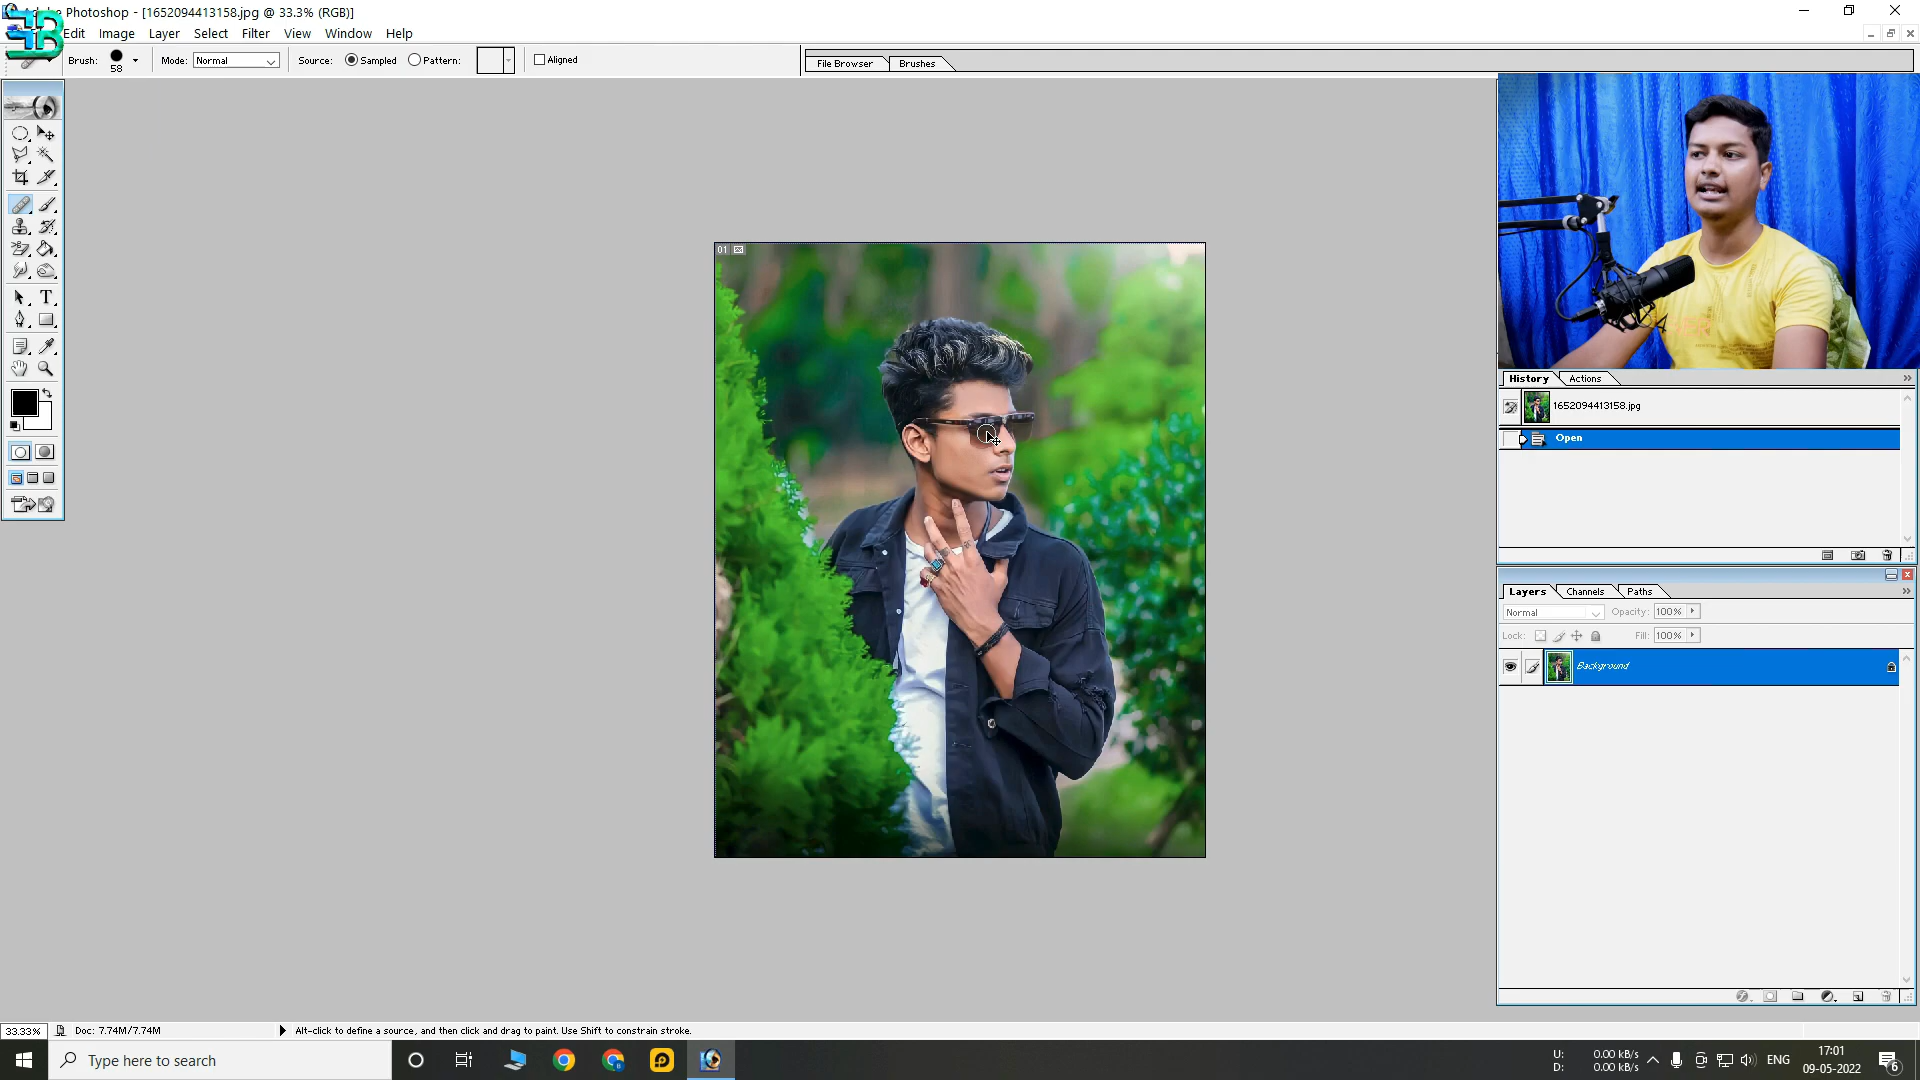 Adobe Photoshop - [1652094413158.jpg @ 33.3% (RGB)]
Edit Image Layer Select Filter View Window Help
Brush: 58 Mode: Normal Source: Sampled Pattern: Aligned
File Browser Brushes
01
History Actions
1652094413158.jpg
Open
Layers Channels Paths
Normal Opacity: 100%
Lock: Fill: 100%
Background
33.33% Doc: 7.74M/7.74M Alt-click to define a source, and then click and drag to paint. Use Shift to constrain stroke.
Type here to search
U: 0.00 kB/s
D: 0.00 kB/s
ENG
17:01
09-05-2022
6